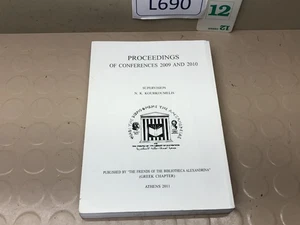 L690
12
PROCEEDINGS
OF CONFERENCES 2009 AND 2010
SUPERVISION
PUBLISHED BY "THE FRIENDS OF THE BIBLIOTHECA ALEXANDRINA"
(GREEK CHAPTER)
ATHENS 2011